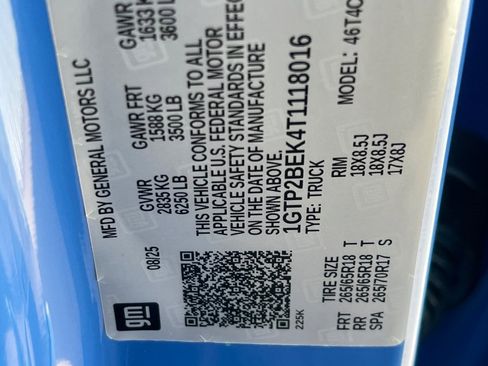 MFD BY GENERAL MOTORS LLC
08/25
GVWR
2835 KG
6250 LB
GAWR FRT
1588 KG
3500 LB
GAWR
1633 K
3600 L
THIS VEHICLE CONFORMS TO ALL
APPLICABLE U.S. FEDERAL MOTOR
VEHICLE SAFETY STANDARDS IN EFFEC
ON THE DATE OF MANUFACTURE
SHOWN ABOVE.
1GTP2BEK4T1118016
TYPE: TRUCK
MODEL: 46T4C
gm
225K
TIRE SIZE RIM
FRT 265/65R18 T 18X8.5J
RR 265/65R18 T 18X8.5J
SPA 265/70R17 S 17X8J